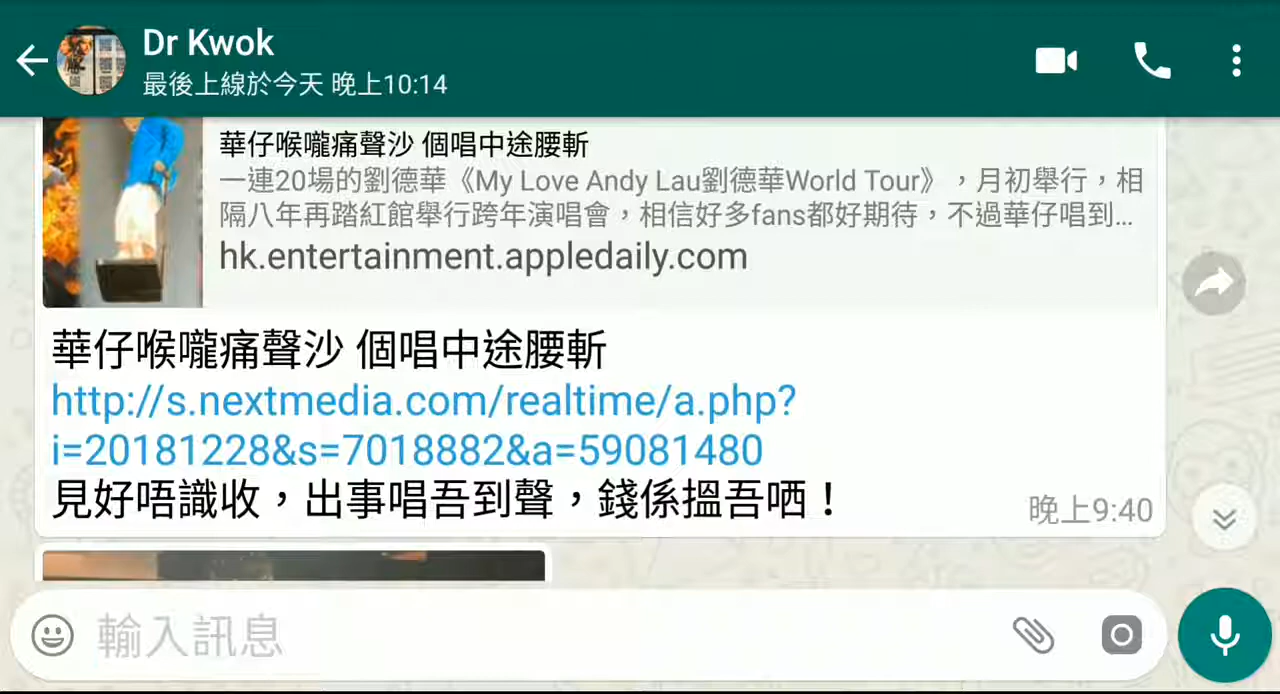 Dr Kwok
最後上線於今天 晚上10:14
華仔喉嚨痛聲沙 個唱中途腰斬
一連20場的劉德華《My Love Andy Lau劉德華World Tour》，月初舉行，相
隔八年再踏紅館舉行跨年演唱會，相信好多fans都好期待，不過華仔唱到...
hk.entertainment.appledaily.com
華仔喉嚨痛聲沙 個唱中途腰斬
http://s.nextmedia.com/realtime/a.php?
i=20181228&s=7018882&a=59081480
見好唔識收，出事唱吾到聲，錢係搵吾哂！
晚上9:40
輸入訊息